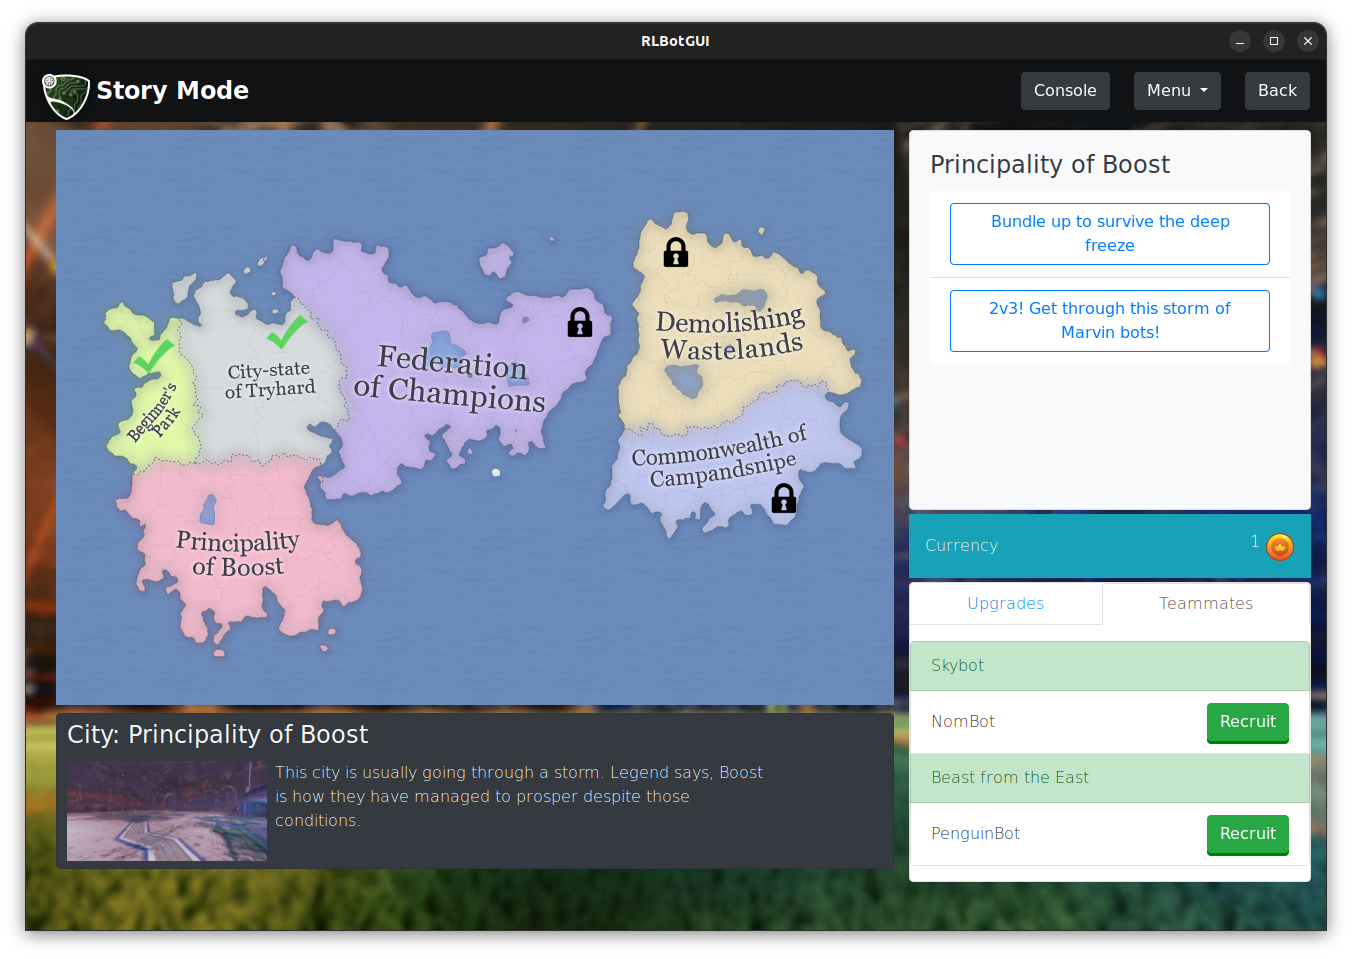 RLBotGUI
Story Mode
Console
Menu
Back
Beginner's
Park
City-state
of Tryhard
Federation
of Champions
Demolishing
Wastelands
Commonwealth of
Campandsnipe
Principality
of Boost
City: Principality of Boost
This city is usually going through a storm. Legend says, Boost
is how they have managed to prosper despite those
conditions.
Principality of Boost
Bundle up to survive the deep
freeze
2v3! Get through this storm of
Marvin bots!
Currency
1
Upgrades
Teammates
Skybot
NomBot
Recruit
Beast from the East
PenguinBot
Recruit